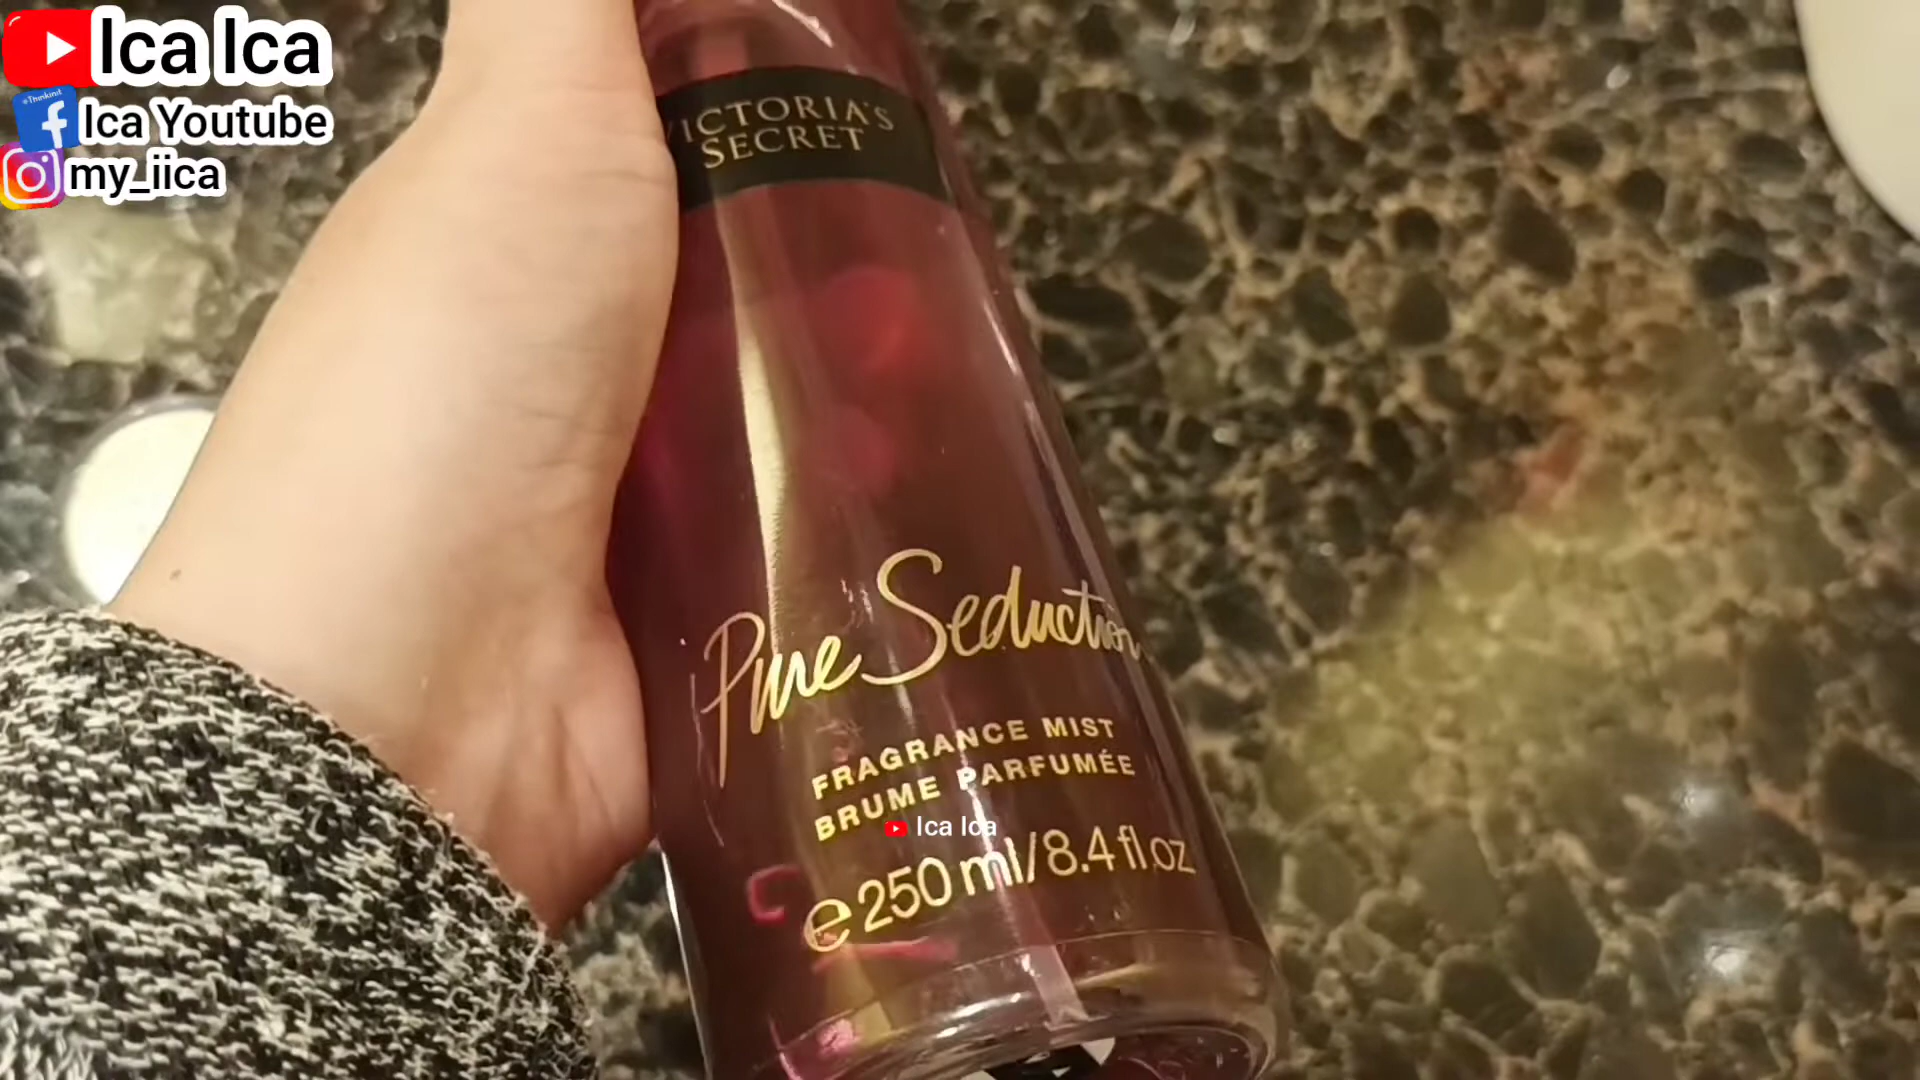 Ica Ica
@Thinkinit
Ica Youtube
my_iica
VICTORIA'S
SECRET
Pure Seduction
FRAGRANCE MIST
BRUME PARFUMÉE
Ica Ica
e 250 ml/8.4 fl.oz